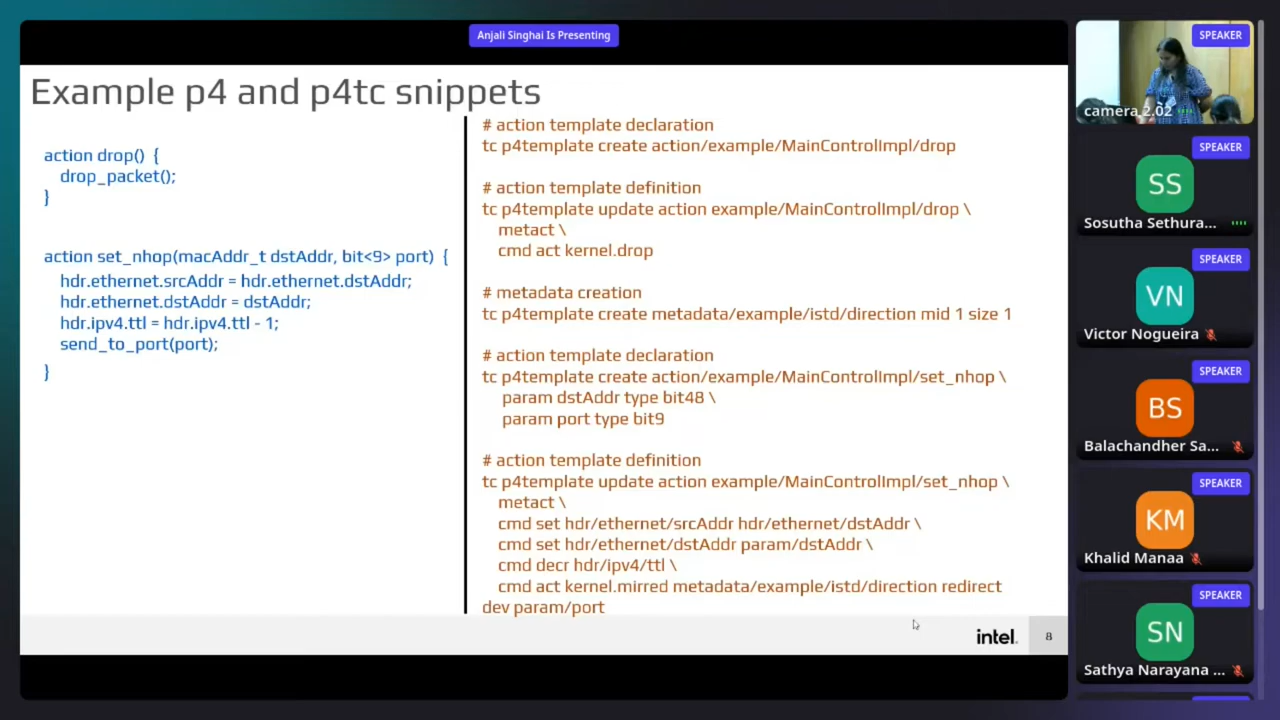 Anjali Singhai Is Presenting
Example p4 and p4tc snippets
action drop() {
drop_packet();
}
action set_nhop(macAddr_t dstAddr, bit<9> port) {
hdr.ethernet.srcAddr = hdr.ethernet.dstAddr;
hdr.ethernet.dstAddr = dstAddr;
hdr.ipv4.ttl = hdr.ipv4.ttl - 1;
send_to_port(port);
}
# action template declaration
tc p4template create action/example/MainControlImpl/drop
# action template definition
tc p4template update action example/MainControlImpl/drop \
metact \
cmd act kernel.drop
# metadata creation
tc p4template create metadata/example/istd/direction mid 1 size 1
# action template declaration
tc p4template create action/example/MainControlImpl/set_nhop \
param dstAddr type bit48 \
param port type bit9
# action template definition
tc p4template update action example/MainControlImpl/set_nhop \
metact \
cmd set hdr/ethernet/srcAddr hdr/ethernet/dstAddr \
cmd set hdr/ethernet/dstAddr param/dstAddr \
cmd decr hdr/ipv4/ttl \
cmd act kernel.mirred metadata/example/istd/direction redirect
dev param/port
intel.
8
SPEAKER
camera 2.02
SPEAKER
SS
Sosutha Sethura...
SPEAKER
VN
Victor Nogueira
SPEAKER
BS
Balachandher Sa...
SPEAKER
KM
Khalid Manaa
SPEAKER
SN
Sathya Narayana ...